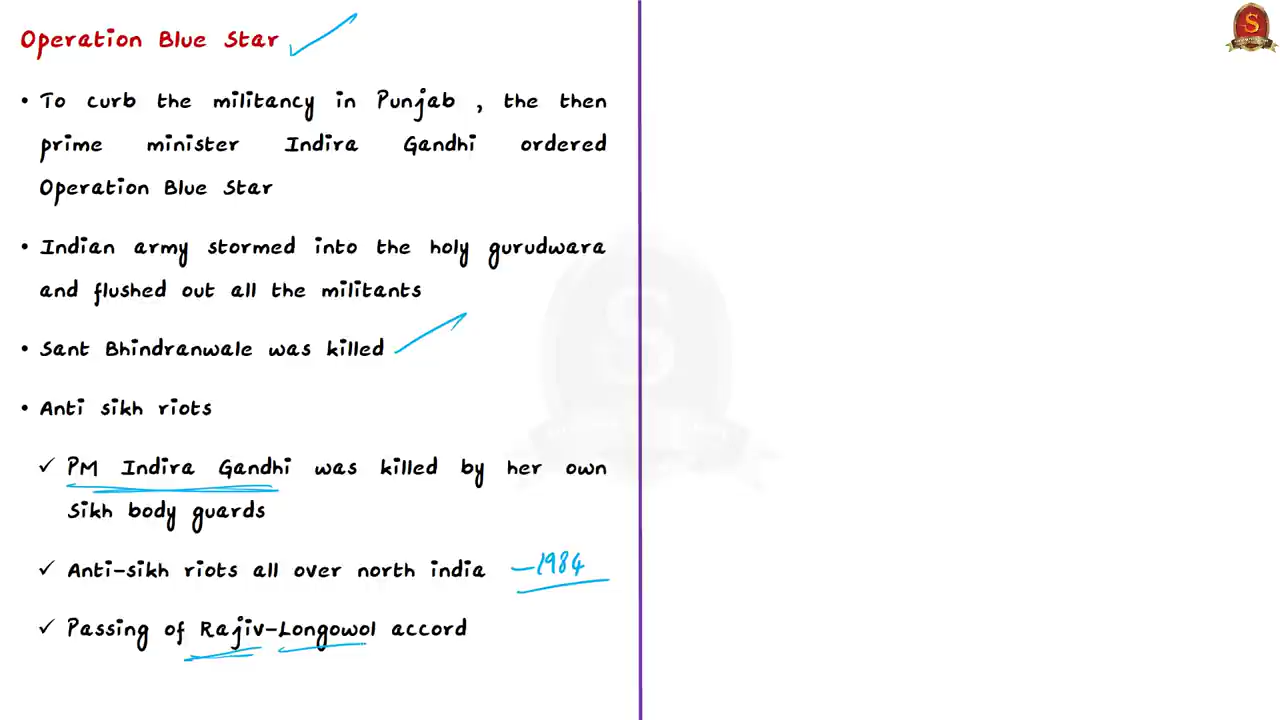 Operation Blue Star
• To curb the militancy in Punjab , the then
prime minister Indira Gandhi ordered
Operation Blue Star
• Indian army stormed into the holy gurudwara
and flushed out all the militants
• Sant Bhindranwale was killed
• Anti sikh riots
✓ PM Indira Gandhi was killed by her own
Sikh body guards
✓ Anti-sikh riots all over north india – 1984
✓ Passing of Rajiv-Longowol accord
S
S